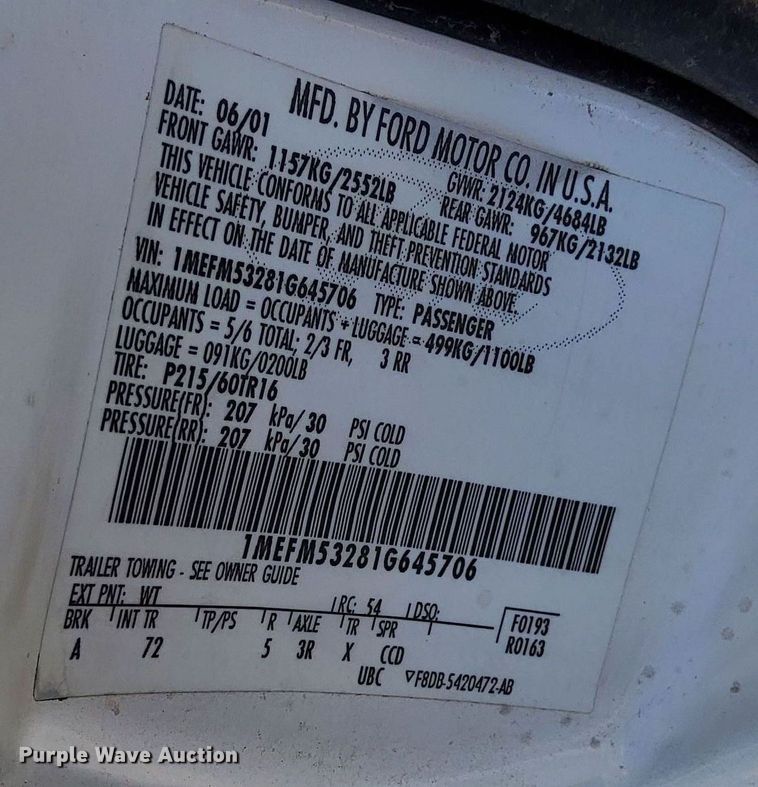 MFD. BY FORD MOTOR CO. IN U.S.A.
DATE: 06/01 GVWR: 2124KG/4684LB
FRONT GAWR: 1157KG/2552LB REAR GAWR: 967KG/2132LB
THIS VEHICLE CONFORMS TO ALL APPLICABLE FEDERAL MOTOR
VEHICLE SAFETY, BUMPER, AND THEFT PREVENTION STANDARDS
IN EFFECT ON THE DATE OF MANUFACTURE SHOWN ABOVE.
VIN: 1MEFM53281G645706 TYPE: PASSENGER
MAXIMUM LOAD = OCCUPANTS + LUGGAGE = 499KG/1100LB
OCCUPANTS = 5/6 TOTAL: 2/3 FR, 3 RR
LUGGAGE = 091KG/0200LB
TIRE: P215/60TR16
PRESSURE(FR): 207 kPa/30 PSI COLD
PRESSURE(RR): 207 kPa/30 PSI COLD
1MEFM53281G645706
TRAILER TOWING - SEE OWNER GUIDE
EXT PNT: WT RC: 54 DSO: F0193
BRK INT TR TP/PS R AXLE TR SPR R0163
A 72 5 3R X CCD
UBC ▽F8DB-5420472-AB
Purple Wave Auction